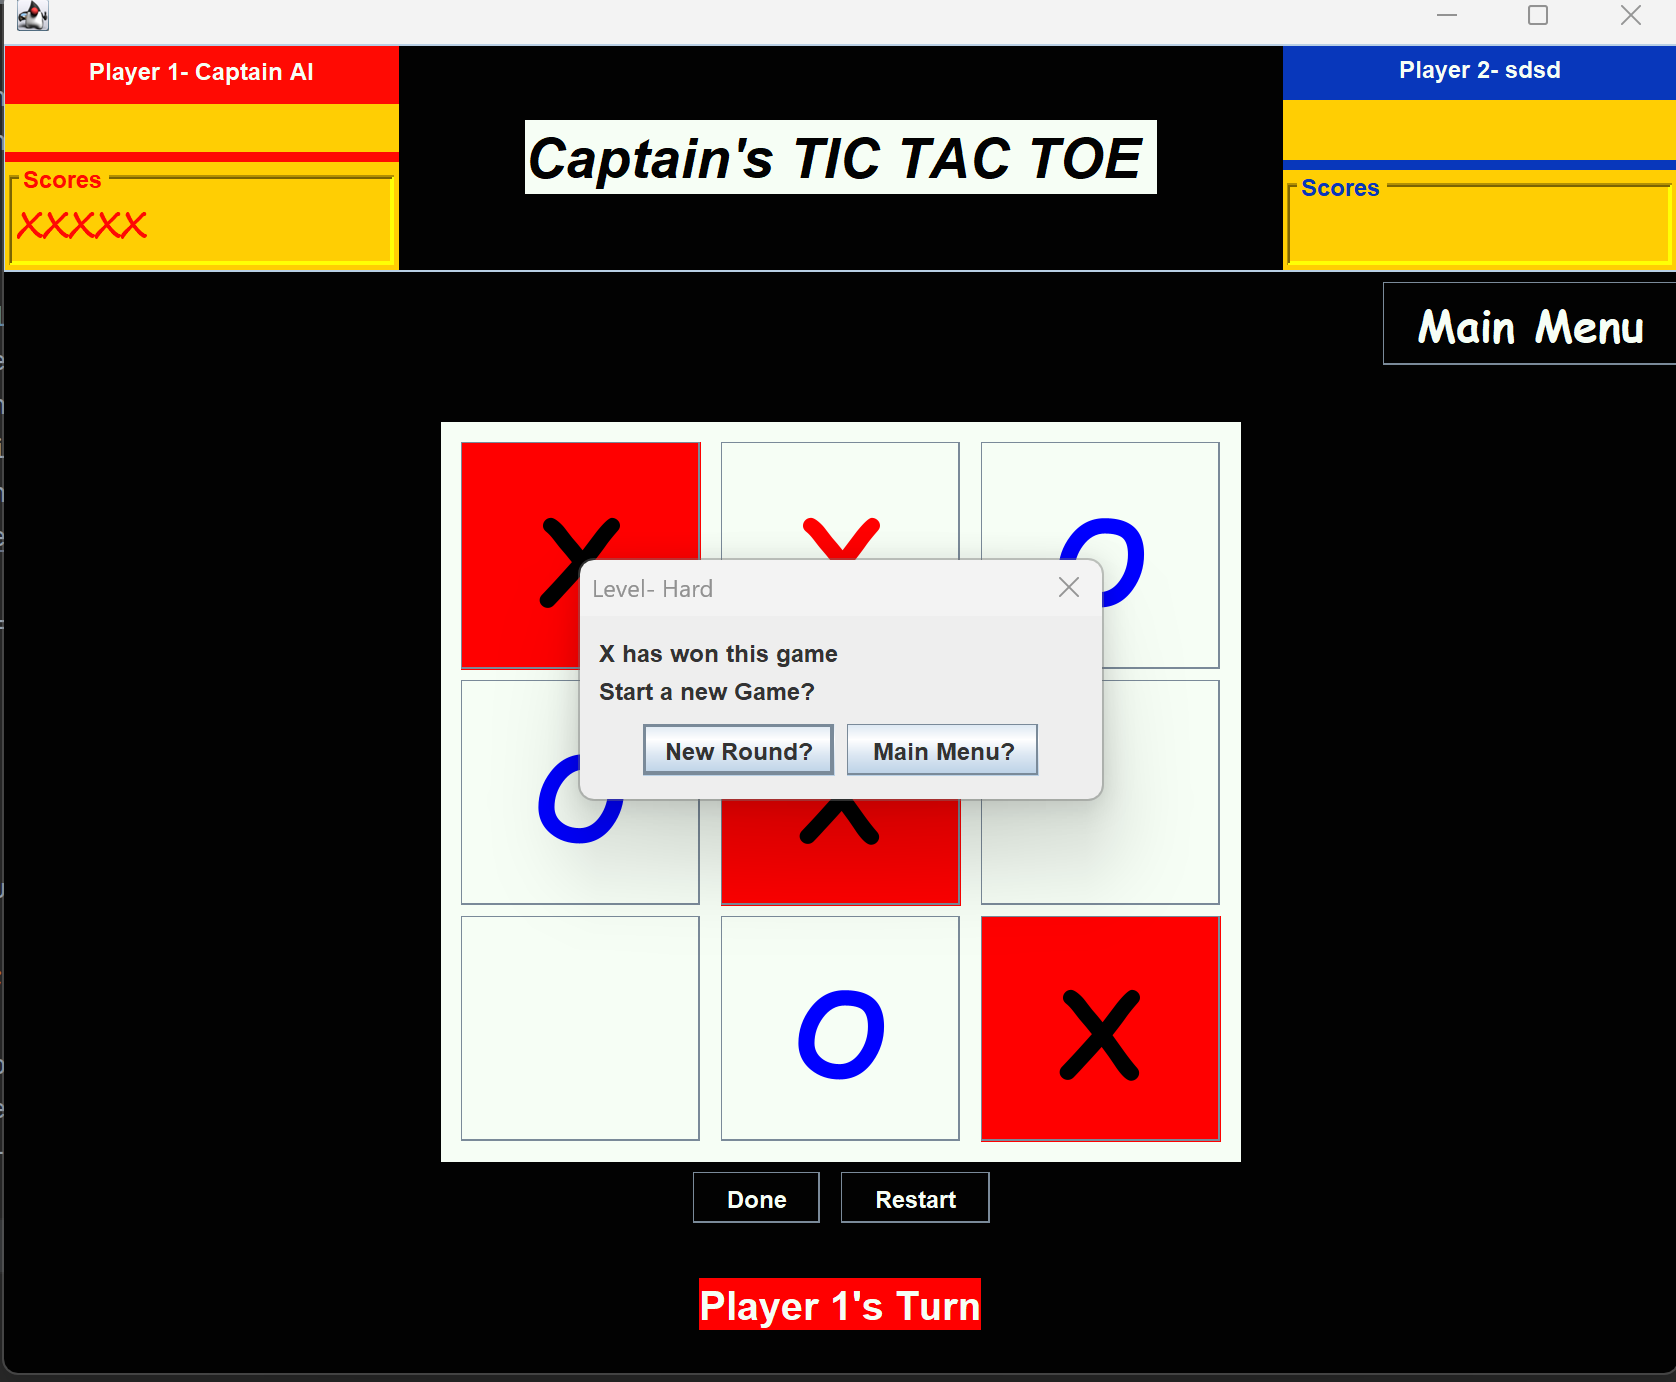 Player 1- Captain AI
Captain's TIC TAC TOE
Player 2- sdsd
Scores
XXXXX
Scores
Main Menu
X X O
Level- Hard
X has won this game
Start a new Game?
New Round? Main Menu?
O X
O X
Done Restart
Player 1's Turn